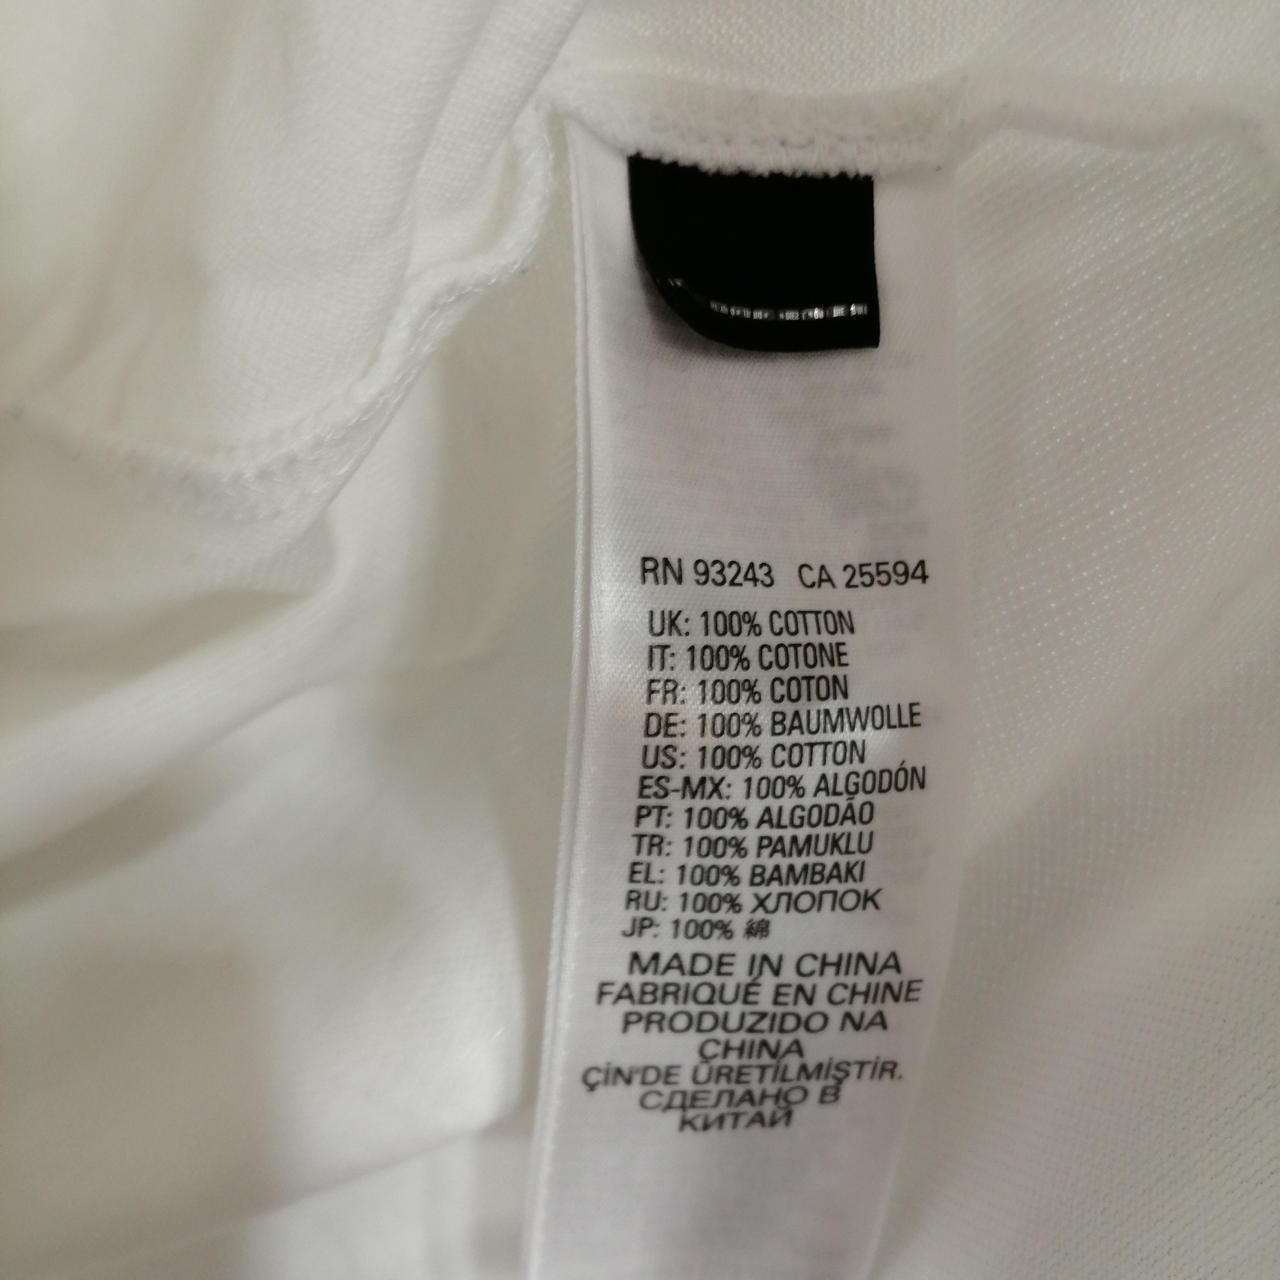 RN 93243 CA 25594
UK: 100% COTTON
IT: 100% COTONE
FR: 100% COTON
DE: 100% BAUMWOLLE
US: 100% COTTON
ES-MX: 100% ALGODÓN
PT: 100% ALGODÃO
TR: 100% PAMUKLU
EL: 100% BAMBAKI
RU: 100% ХЛОПОК
JP: 100% 綿
MADE IN CHINA
FABRIQUÉ EN CHINE
PRODUZIDO NA
CHINA
ÇİN'DE ÜRETİLMİŞTİR.
СДЕЛАНО В
КИТАЙ